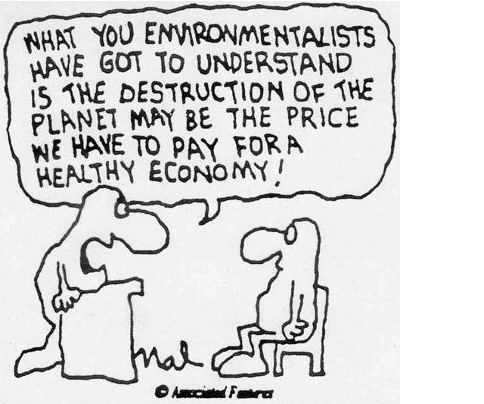 WHAT YOU ENVIRONMENTALISTS
HAVE GOT TO UNDERSTAND
IS THE DESTRUCTION OF THE
PLANET MAY BE THE PRICE
WE HAVE TO PAY FOR A
HEALTHY ECONOMY!
nal
© Associated Features